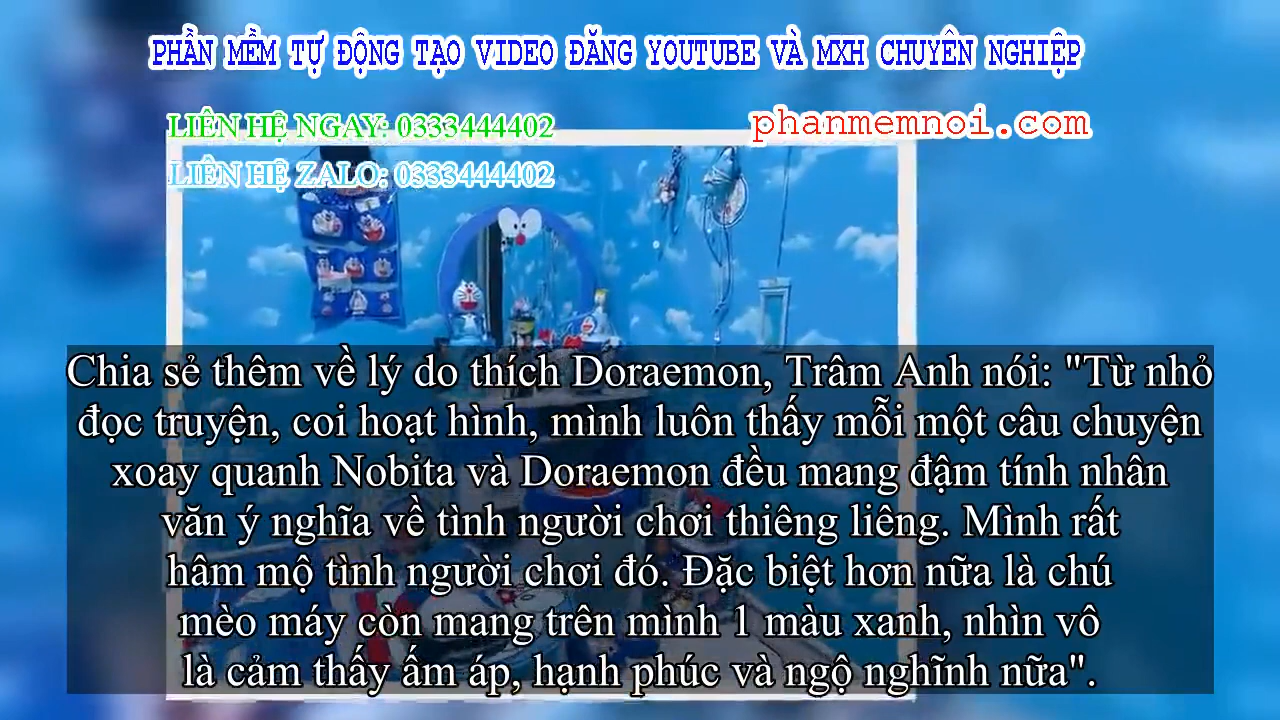 PHẦN MỀM TỰ ĐỘNG TẠO VIDEO ĐĂNG YOUTUBE VÀ MXH CHUYÊN NGHIỆP
LIÊN HỆ NGAY: 0333444402
phanmemnoi.com
LIÊN HỆ ZALO: 0333444402
Chia sẻ thêm về lý do thích Doraemon, Trâm Anh nói: "Từ nhỏ
đọc truyện, coi hoạt hình, mình luôn thấy mỗi một câu chuyện
xoay quanh Nobita và Doraemon đều mang đậm tính nhân
văn ý nghĩa về tình người chơi thiêng liêng. Mình rất
hâm mộ tình người chơi đó. Đặc biệt hơn nữa là chú
mèo máy còn mang trên mình 1 màu xanh, nhìn vô
là cảm thấy ấm áp, hạnh phúc và ngộ nghĩnh nữa".